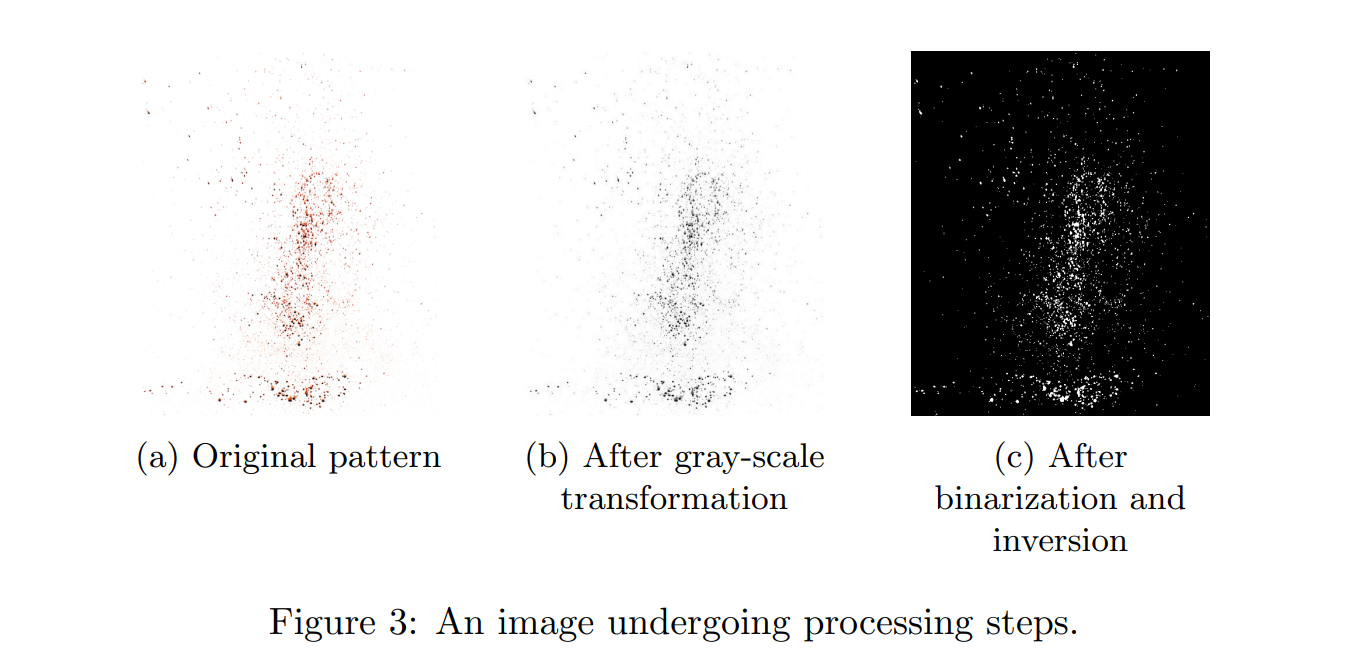 (a) Original pattern
(b) After gray-scale
transformation
(c) After
binarization and
inversion
Figure 3: An image undergoing processing steps.